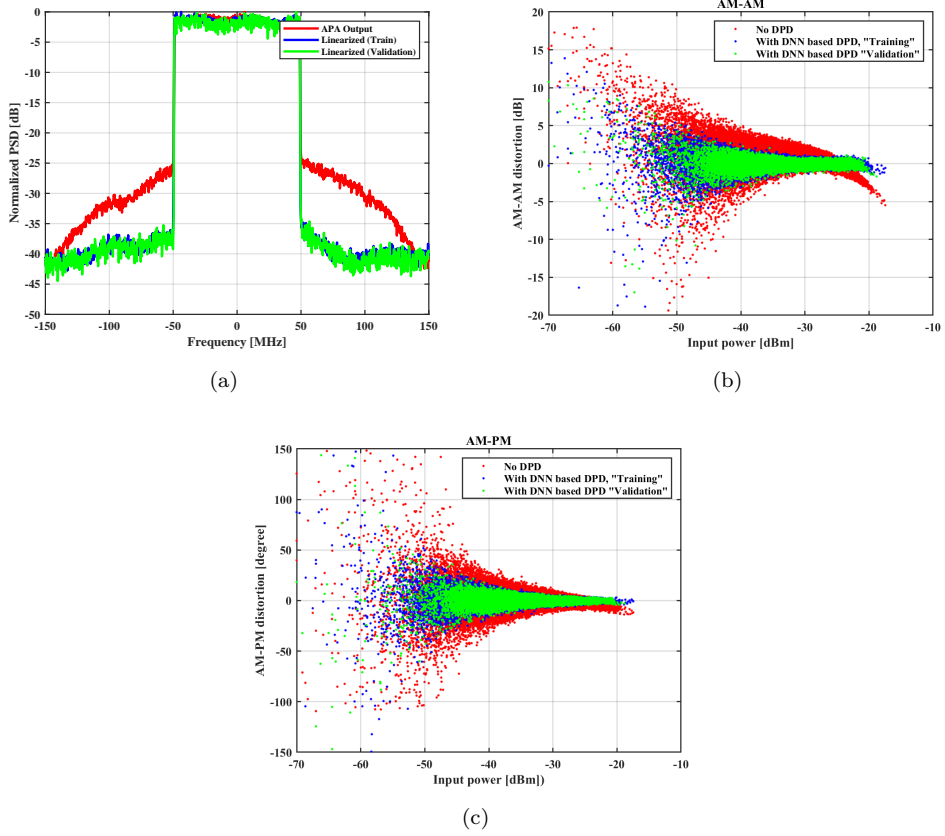 0
-5
-10
-15
-20
-25
-30
-35
-40
-45
-50
Normalized PSD [dB]
APA Output
Linearized (Train)
Linearized (Validation)
-150
-100
-50
0
50
100
150
Frequency [MHz]
(a)
AM-AM
20
15
10
5
0
-5
-10
-15
-20
AM-AM distortion [dB]
No DPD
With DNN based DPD, "Training"
With DNN based DPD "Validation"
-70
-60
-50
-40
-30
-20
-10
Input power [dBm]
(b)
AM-PM
150
100
50
0
-50
-100
-150
AM-PM distortion [degree]
No DPD
With DNN based DPD, "Training"
With DNN based DPD "Validation"
-70
-60
-50
-40
-30
-20
-10
Input power [dBm])
(c)